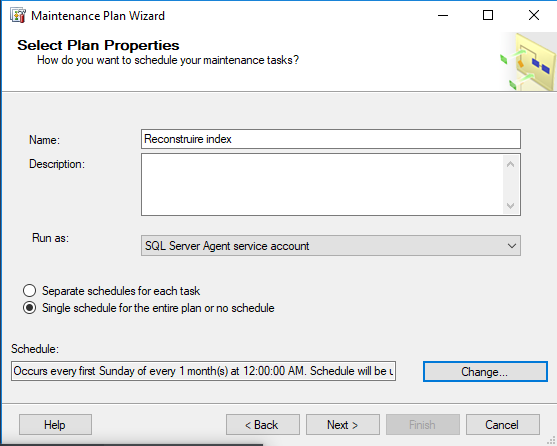 Maintenance Plan Wizard
Select Plan Properties
How do you want to schedule your maintenance tasks?
Name:
Reconstruire index
Description:
Run as:
SQL Server Agent service account
Separate schedules for each task
Single schedule for the entire plan or no schedule
Schedule:
Occurs every first Sunday of every 1 month(s) at 12:00:00 AM. Schedule will be
Change...
Help
< Back
Next >
Finish
Cancel